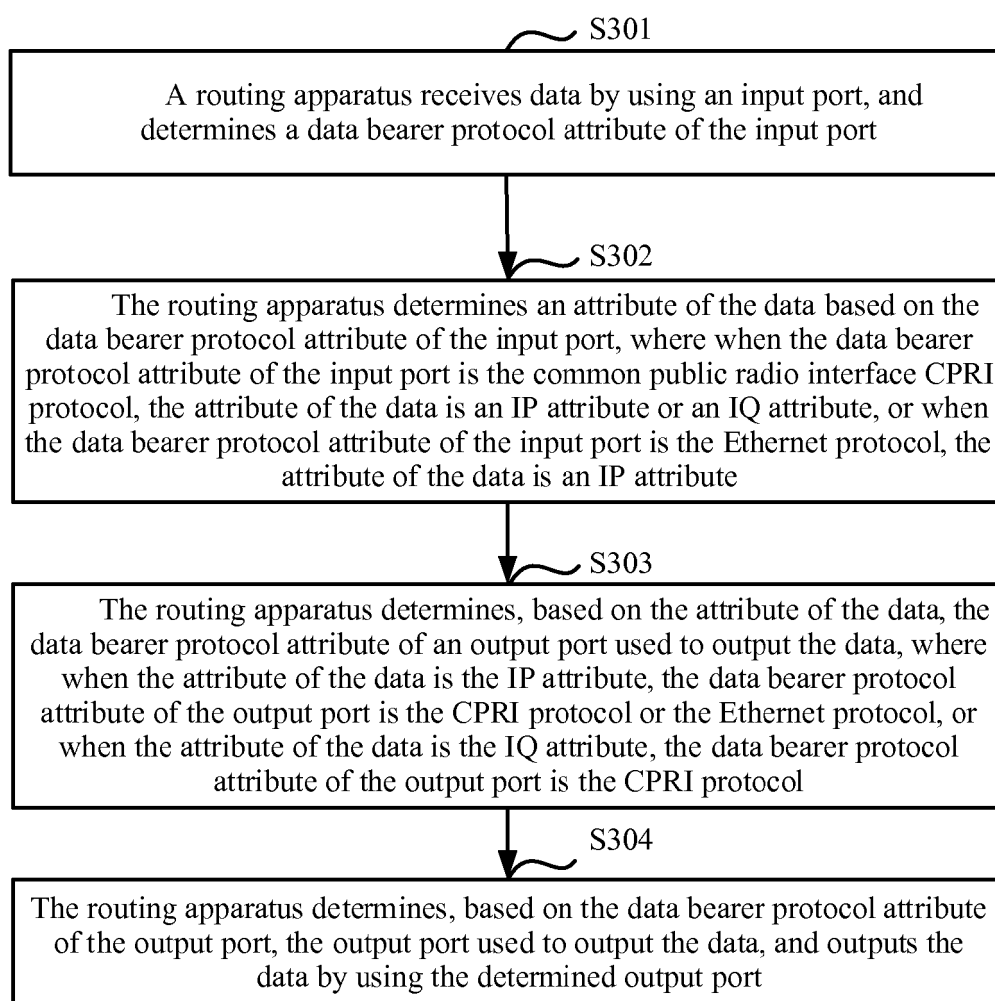 S301
A routing apparatus receives data by using an input port, and
determines a data bearer protocol attribute of the input port
S302
The routing apparatus determines an attribute of the data based on the
data bearer protocol attribute of the input port, where when the data bearer
protocol attribute of the input port is the common public radio interface CPRI
protocol, the attribute of the data is an IP attribute or an IQ attribute, or when
the data bearer protocol attribute of the input port is the Ethernet protocol, the
attribute of the data is an IP attribute
S303
The routing apparatus determines, based on the attribute of the data, the
data bearer protocol attribute of an output port used to output the data, where
when the attribute of the data is the IP attribute, the data bearer protocol
attribute of the output port is the CPRI protocol or the Ethernet protocol, or
when the attribute of the data is the IQ attribute, the data bearer protocol
attribute of the output port is the CPRI protocol
S304
The routing apparatus determines, based on the data bearer protocol attribute
of the output port, the output port used to output the data, and outputs the
data by using the determined output port